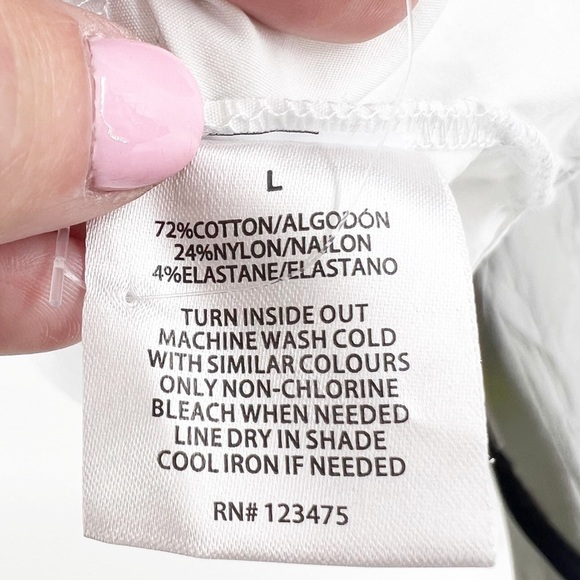 L
72%COTTON/ALGODÓN
24%NYLON/NAILON
4%ELASTANE/ELASTANO
TURN INSIDE OUT
MACHINE WASH COLD
WITH SIMILAR COLOURS
ONLY NON-CHLORINE
BLEACH WHEN NEEDED
LINE DRY IN SHADE
COOL IRON IF NEEDED
RN# 123475